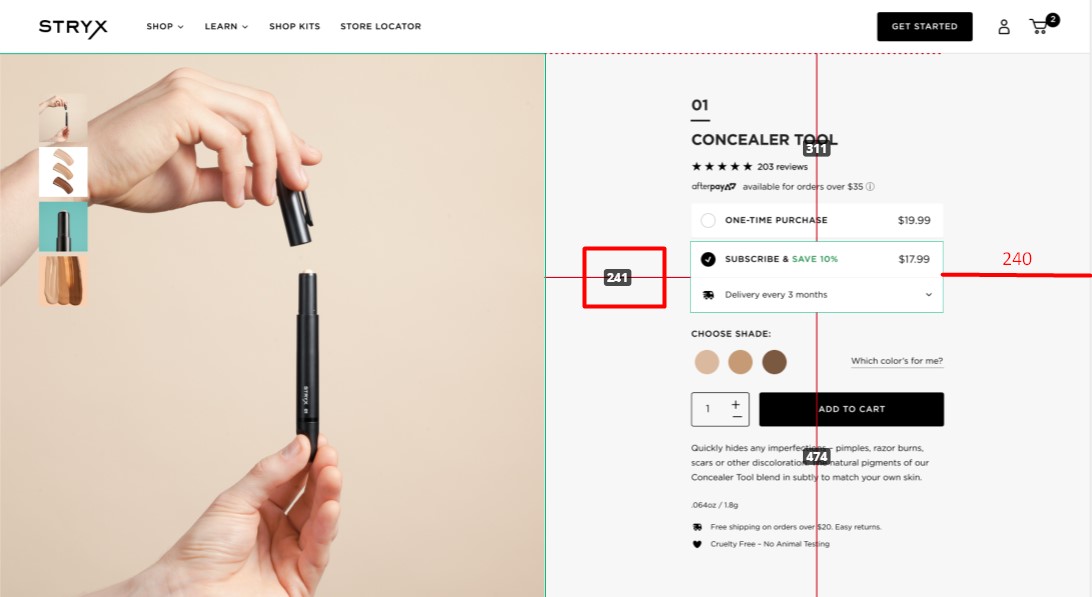 STRYX
SHOP LEARN SHOP KITS STORE LOCATOR GET STARTED 2
01
CONCEALER TOOL
311
203 reviews
afterpay available for orders over $35
ONE-TIME PURCHASE $19.99
SUBSCRIBE & SAVE 10% $17.99
240
241
Delivery every 3 months
CHOOSE SHADE:
Which color's for me?
1 + − ADD TO CART
Quickly hides any imperfections – pimples, razor burns,
474
scars or other discoloration. The natural pigments of our
Concealer Tool blend in subtly to match your own skin.
.064oz / 1.8g
Free shipping on orders over $20. Easy returns.
Cruelty Free – No Animal Testing
STRYX